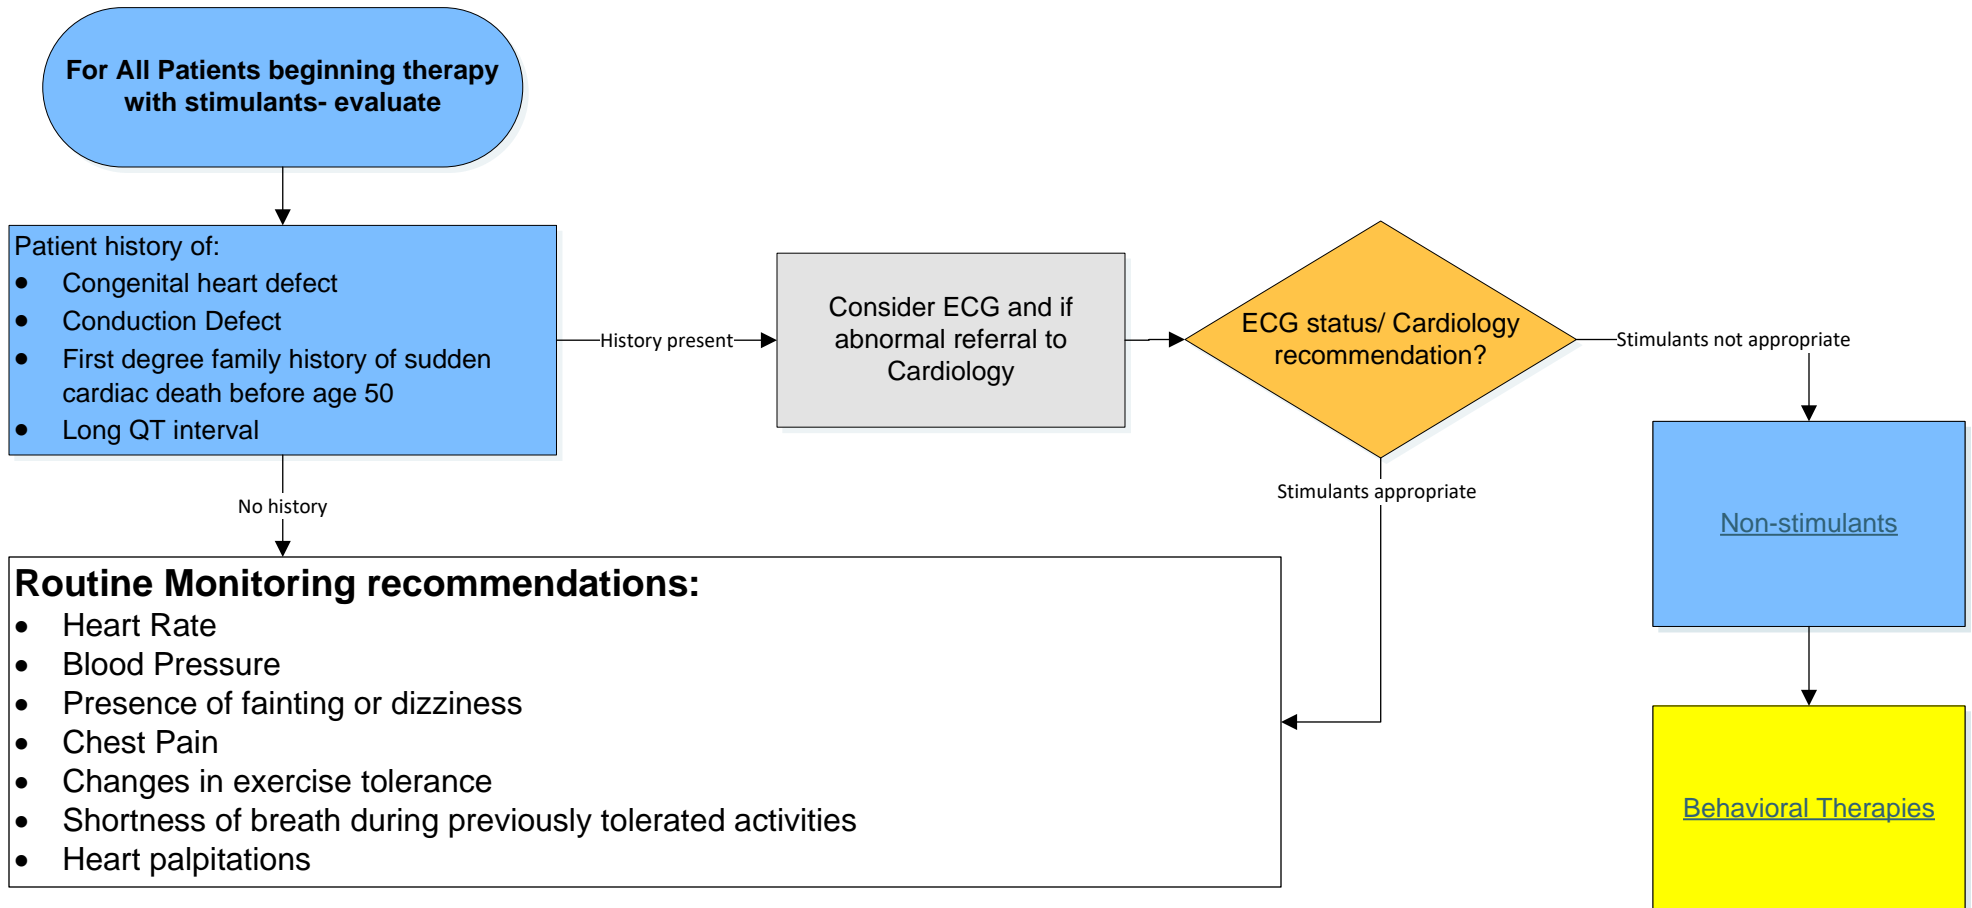 For All Patients beginning therapy
with stimulants- evaluate
Patient history of:
• Congenital heart defect
• Conduction Defect
• First degree family history of sudden
cardiac death before age 50
• Long QT interval
History present
Consider ECG and if
abnormal referral to
Cardiology
ECG status/ Cardiology
recommendation?
Stimulants not appropriate
Stimulants appropriate
No history
Non-stimulants
Routine Monitoring recommendations:
• Heart Rate
• Blood Pressure
• Presence of fainting or dizziness
• Chest Pain
• Changes in exercise tolerance
• Shortness of breath during previously tolerated activities
• Heart palpitations
Behavioral Therapies